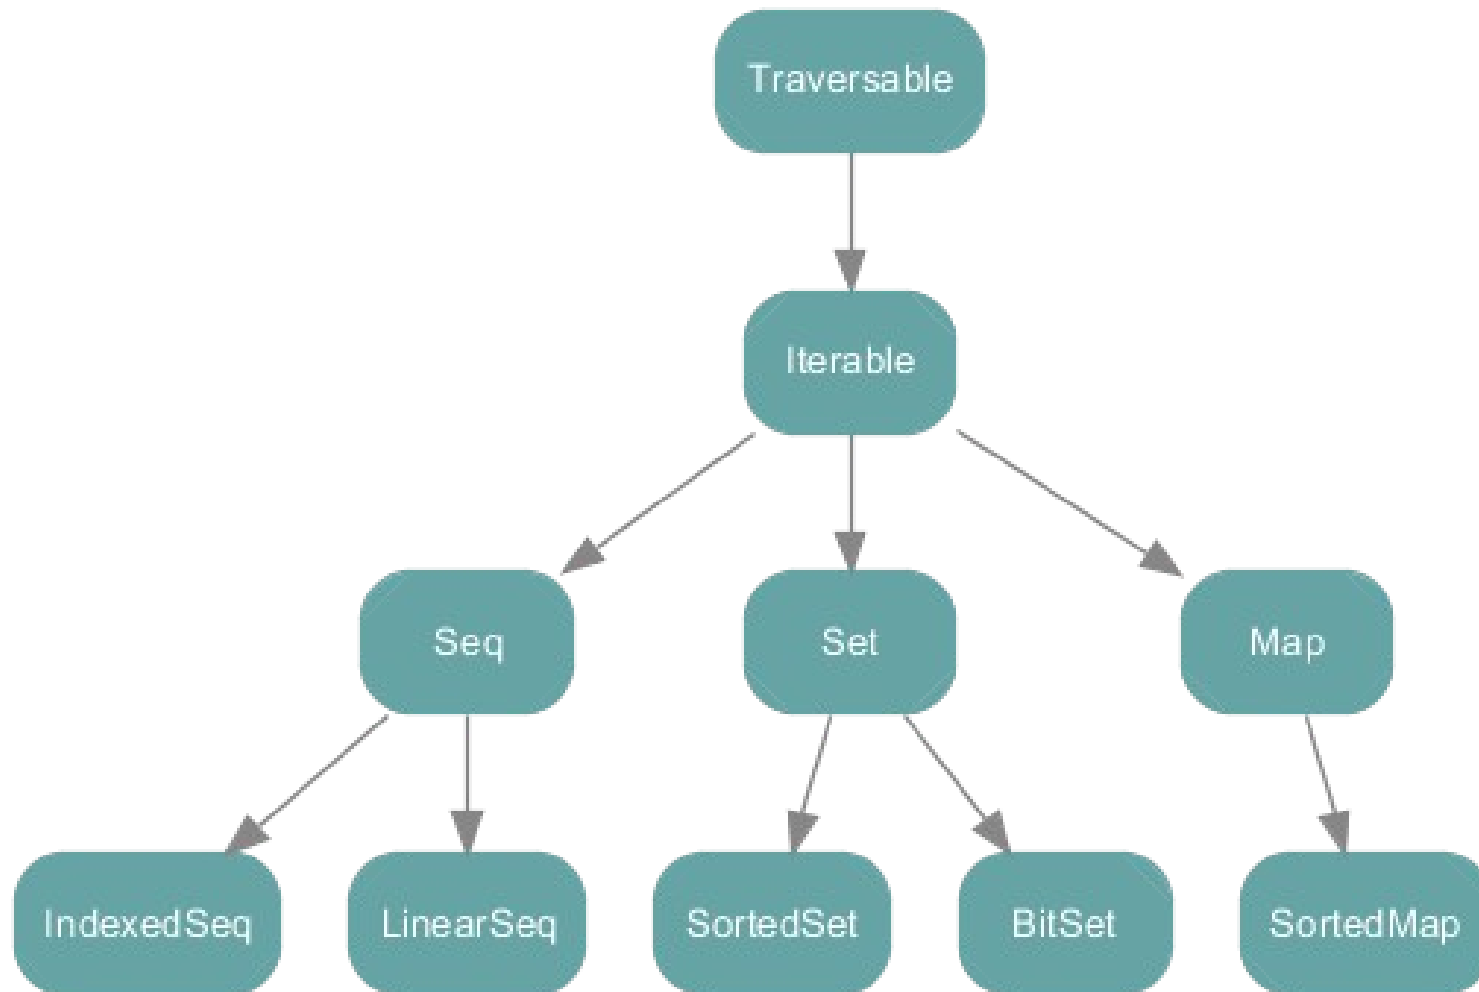 Traversable
Iterable
Seq
Set
Map
IndexedSeq
LinearSeq
SortedSet
BitSet
SortedMap